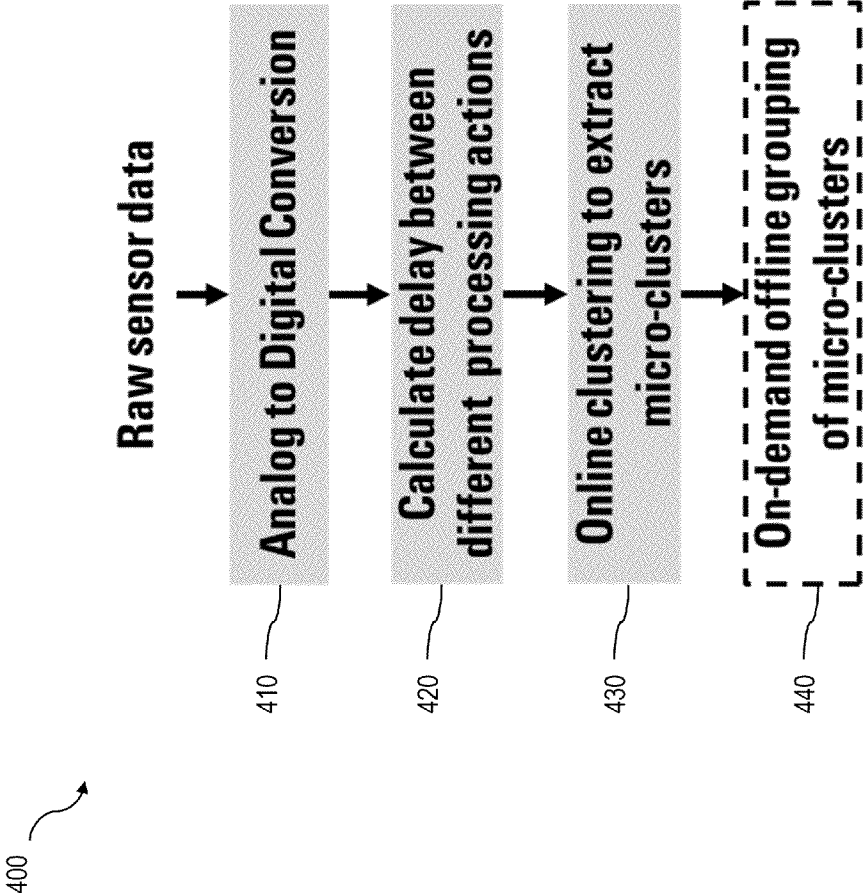 400
Raw sensor data
410
Analog to Digital Conversion
420
Calculate delay between
different processing actions
430
Online clustering to extract
micro-clusters
440
On-demand offline grouping
of micro-clusters